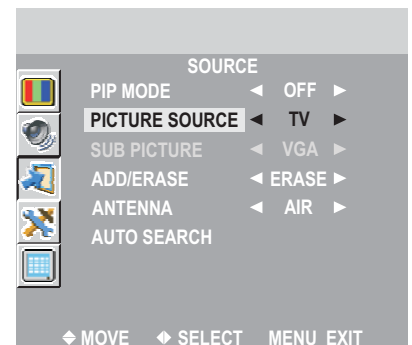 SOURCE
PIP MODE ◄ OFF ►
PICTURE SOURCE ◄ TV ►
SUB PICTURE ◄ VGA ►
ADD/ERASE ◄ ERASE ►
ANTENNA ◄ AIR ►
AUTO SEARCH
MOVE SELECT MENU EXIT